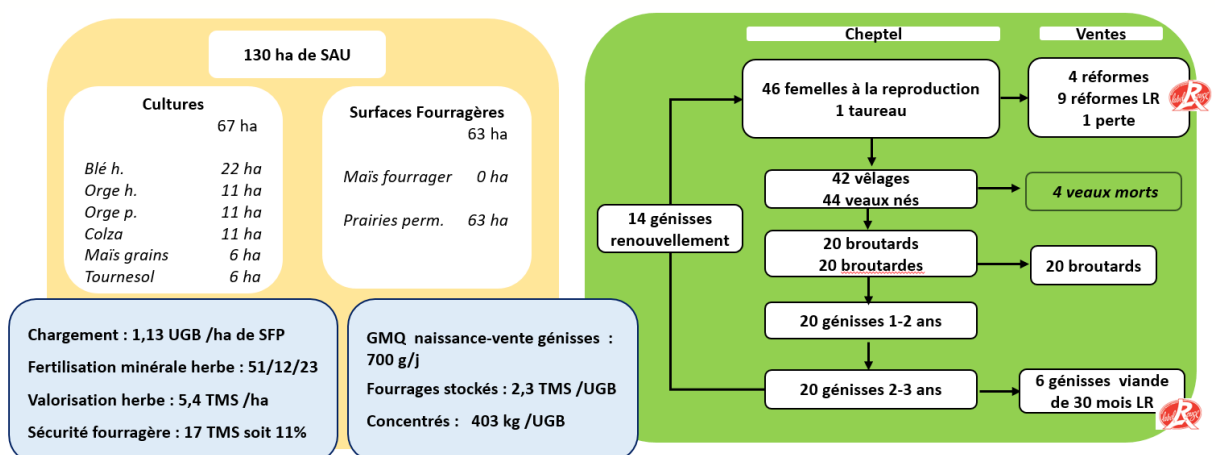 130 ha de SAU
Cultures
67 ha
Blé h. 22 ha
Orge h. 11 ha
Orge p. 11 ha
Colza 11 ha
Maïs grains 6 ha
Tournesol 6 ha
Surfaces Fourragères
63 ha
Maïs fourrager 0 ha
Prairies perm. 63 ha
Chargement : 1,13 UGB /ha de SFP
Fertilisation minérale herbe : 51/12/23
Valorisation herbe : 5,4 TMS /ha
Sécurité fourragère : 17 TMS soit 11%
GMQ naissance-vente génisses :
700 g/j
Fourrages stockés : 2,3 TMS /UGB
Concentrés : 403 kg /UGB
Cheptel
Ventes
46 femelles à la reproduction
1 taureau
4 réformes
9 réformes LR
1 perte
label Rouge
42 vêlages
44 veaux nés
4 veaux morts
14 génisses
renouvellement
20 broutards
20 broutardes
20 broutards
20 génisses 1-2 ans
20 génisses 2-3 ans
6 génisses viande
de 30 mois LR
label Rouge